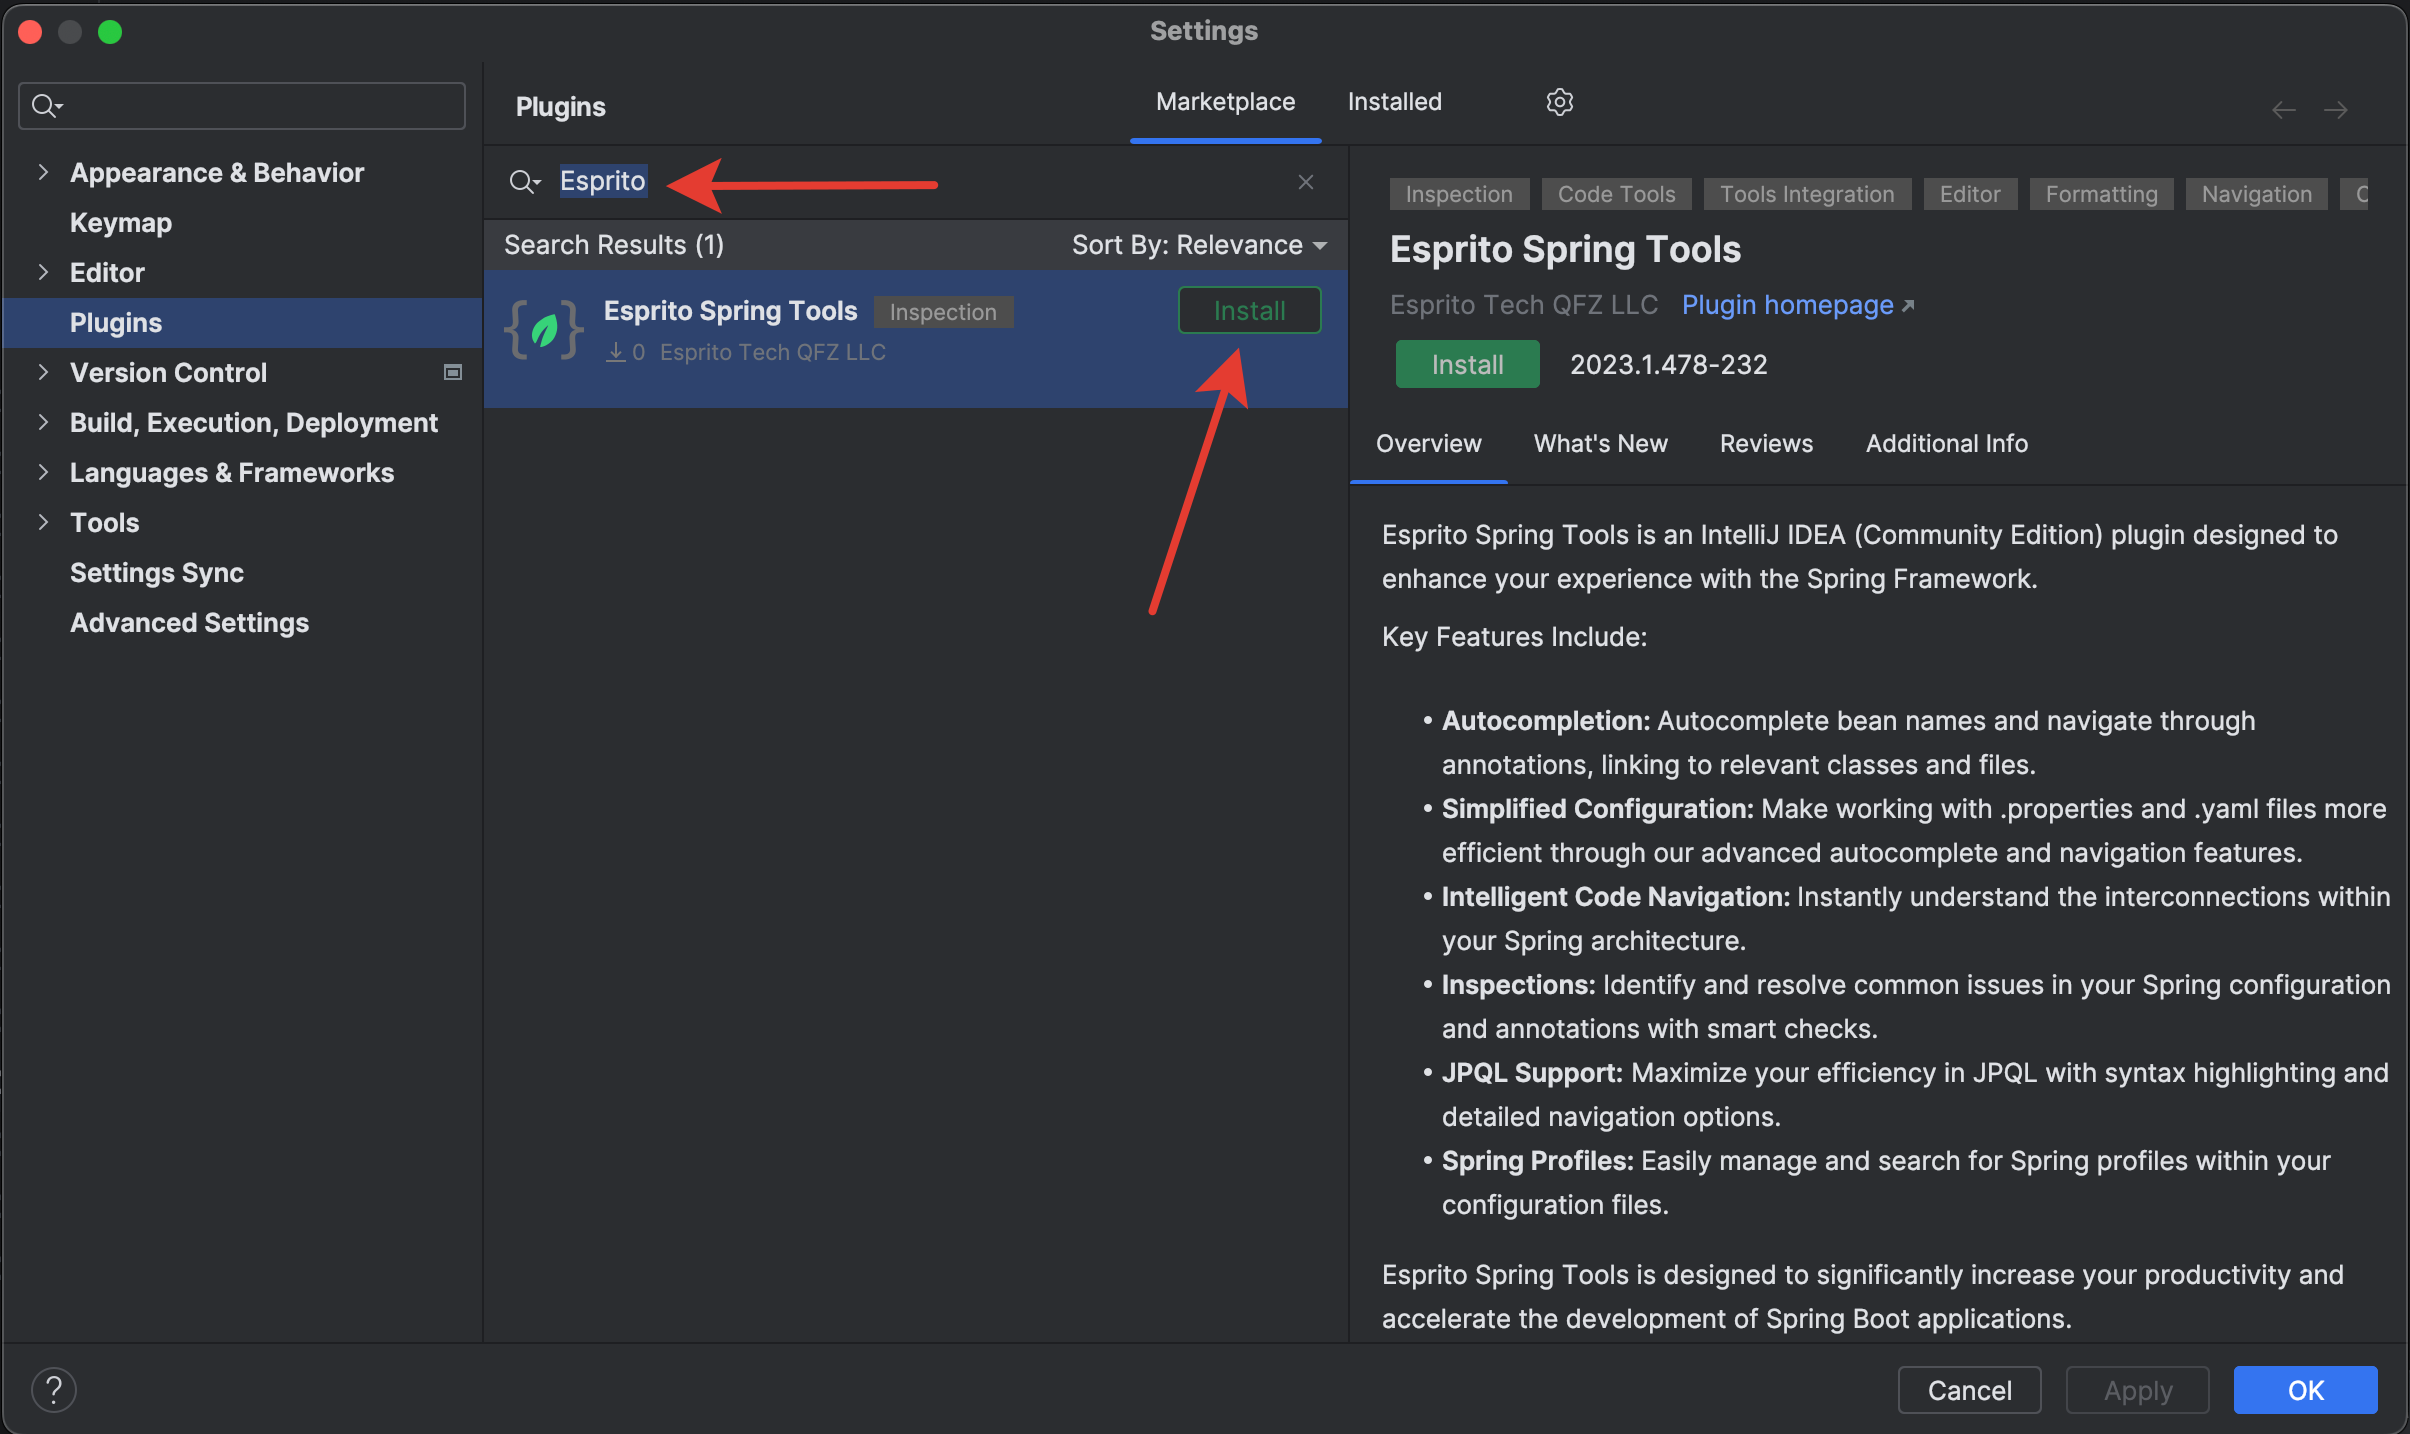 Settings
Appearance & Behavior
Keymap
Editor
Plugins
Version Control
Build, Execution, Deployment
Languages & Frameworks
Tools
Settings Sync
Advanced Settings
Plugins
Marketplace
Installed
Esprito
Search Results (1)
Sort By: Relevance
Esprito Spring Tools
Inspection
Install
0 Esprito Tech QFZ LLC
Inspection
Code Tools
Tools Integration
Editor
Formatting
Navigation
Esprito Spring Tools
Esprito Tech QFZ LLC Plugin homepage
Install
2023.1.478-232
Overview
What's New
Reviews
Additional Info
Esprito Spring Tools is an IntelliJ IDEA (Community Edition) plugin designed to
enhance your experience with the Spring Framework.
Key Features Include:
• Autocompletion: Autocomplete bean names and navigate through
annotations, linking to relevant classes and files.
• Simplified Configuration: Make working with .properties and .yaml files more
efficient through our advanced autocomplete and navigation features.
• Intelligent Code Navigation: Instantly understand the interconnections within
your Spring architecture.
• Inspections: Identify and resolve common issues in your Spring configuration
and annotations with smart checks.
• JPQL Support: Maximize your efficiency in JPQL with syntax highlighting and
detailed navigation options.
• Spring Profiles: Easily manage and search for Spring profiles within your
configuration files.
Esprito Spring Tools is designed to significantly increase your productivity and
accelerate the development of Spring Boot applications.
?
Cancel
Apply
OK